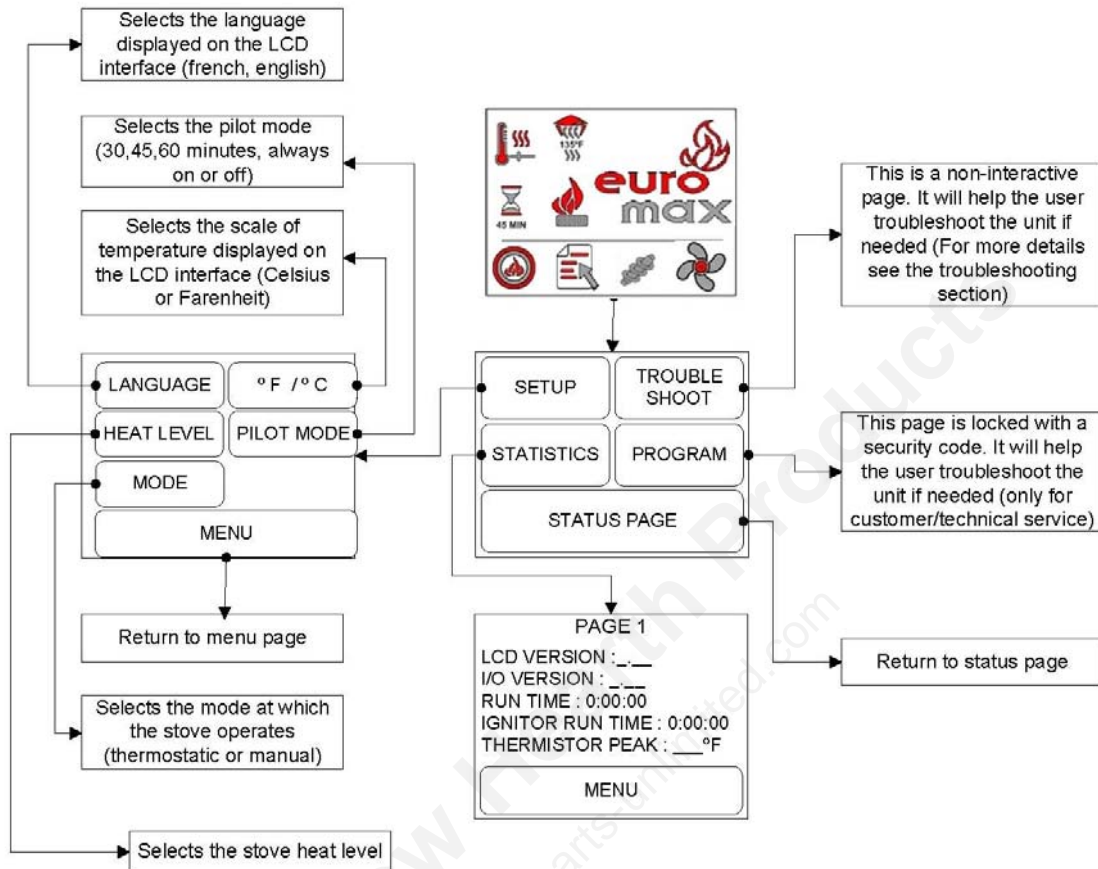 Selects the language
displayed on the LCD
interface (french, english)
Selects the pilot mode
(30,45,60 minutes, always
on or off)
Selects the scale of
temperature displayed on
the LCD interface (Celsius
or Farenheit)
LANGUAGE
º F / º C
HEAT LEVEL
PILOT MODE
MODE
MENU
Return to menu page
Selects the mode at which
the stove operates
(thermostatic or manual)
Selects the stove heat level
135ºF
45 MIN
euro
max
SETUP
TROUBLE
SHOOT
STATISTICS
PROGRAM
STATUS PAGE
PAGE 1
LCD VERSION :_.__
I/O VERSION : _.__
RUN TIME : 0:00:00
IGNITOR RUN TIME : 0:00:00
THERMISTOR PEAK : ___ºF
MENU
This is a non-interactive
page. It will help the user
troubleshoot the unit if
needed (For more details
see the troubleshooting
section)
This page is locked with a
security code. It will help
the user troubleshoot the
unit if needed (only for
customer/technical service)
Return to status page